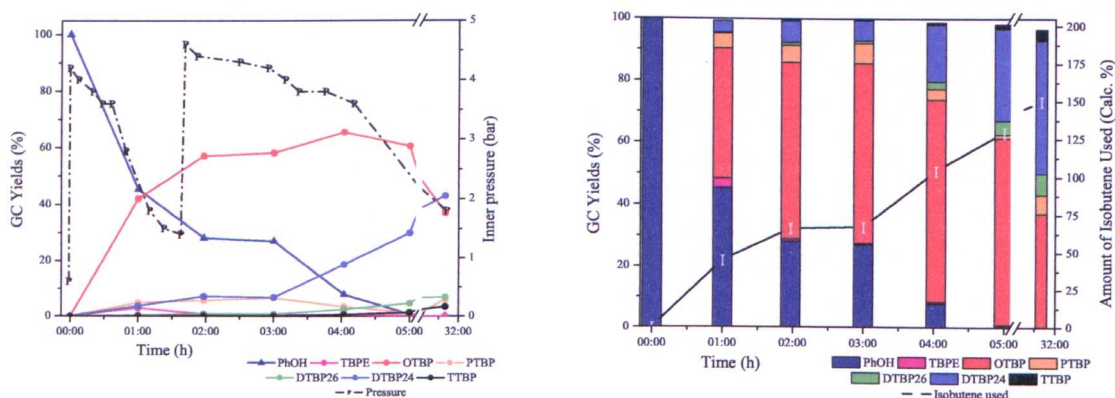 100
80
60
40
20
0
GC Yields (%)
5
4
3
2
1
0
Inner pressure (bar)
00:00 01:00 02:00 03:00 04:00 05:00 32:00
Time (h)
PhOH TBPE OTBP PTBP
DTBP26 DTBP24 TTBP
P Pressure
100
80
60
40
20
0
GC Yields (%)
200
175
150
125
100
75
50
25
0
Amount of Isobutene Used (Calc. %)
00:00 01:00 02:00 03:00 04:00 05:00 32:00
Time (h)
PhOH TBPE OTBP PTBP
DTBP26 DTBP24 TTBP
Isobutene used